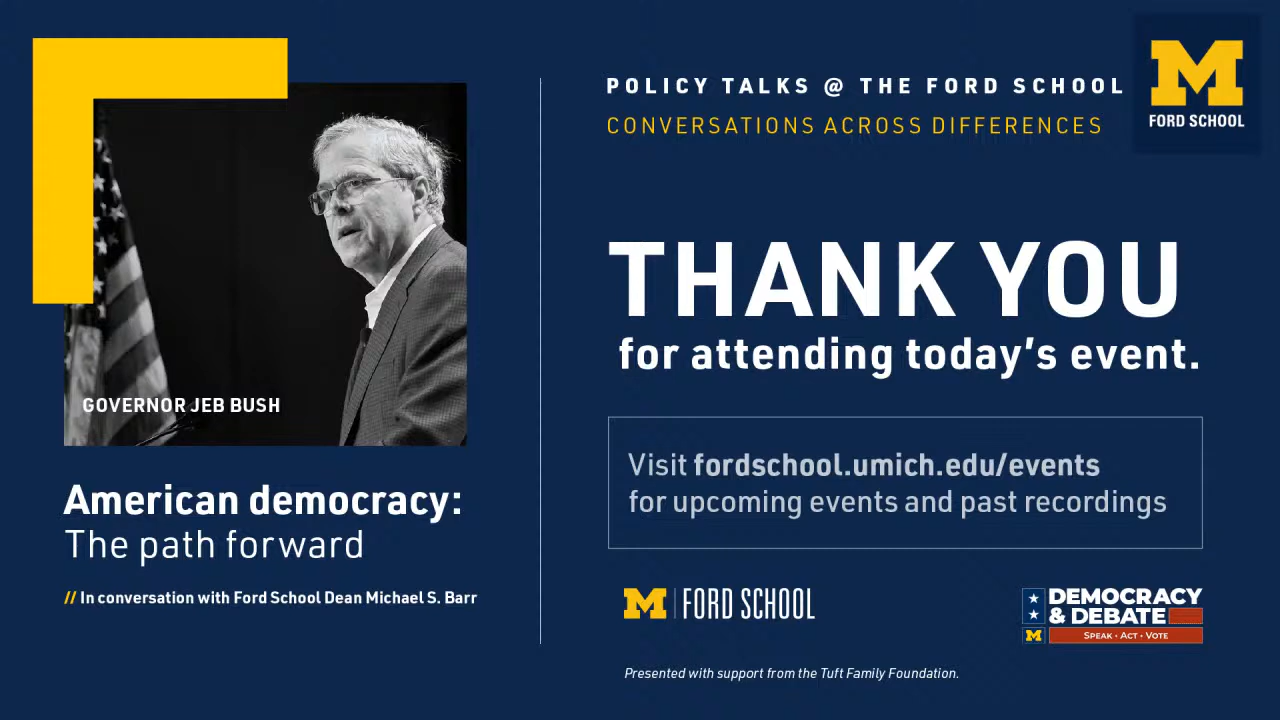 GOVERNOR JEB BUSH
American democracy:
The path forward
// In conversation with Ford School Dean Michael S. Barr
POLICY TALKS @ THE FORD SCHOOL
CONVERSATIONS ACROSS DIFFERENCES
M
FORD SCHOOL
THANK YOU
for attending today’s event.
Visit fordschool.umich.edu/events
for upcoming events and past recordings
M FORD SCHOOL
DEMOCRACY
& DEBATE
M SPEAK • ACT • VOTE
Presented with support from the Tuft Family Foundation.